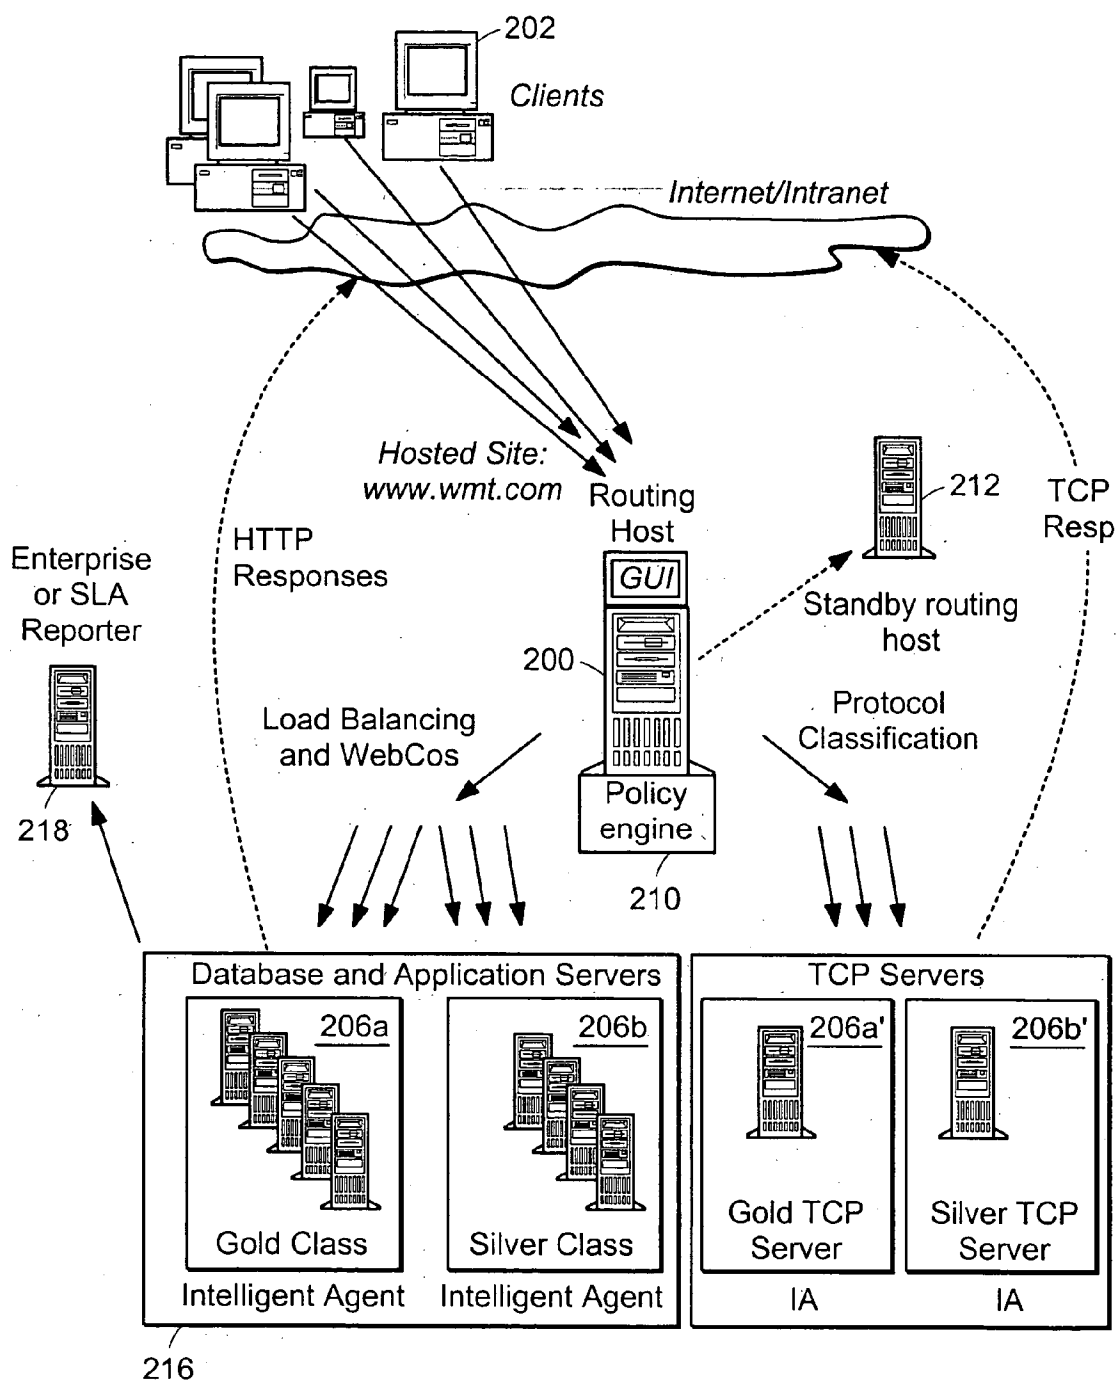 202
Clients
Internet/Intranet
Hosted Site:
www.wmt.com
Routing
Host
GUI
212
TCP
Resp
HTTP
Responses
Enterprise
or SLA
Reporter
Standby routing
host
200
Load Balancing
and WebCos
Protocol
Classification
218
Policy
engine
210
Database and Application Servers
206a
206b
Gold Class
Silver Class
Intelligent Agent
Intelligent Agent
TCP Servers
206a'
206b'
Gold TCP
Server
Silver TCP
Server
IA
IA
216